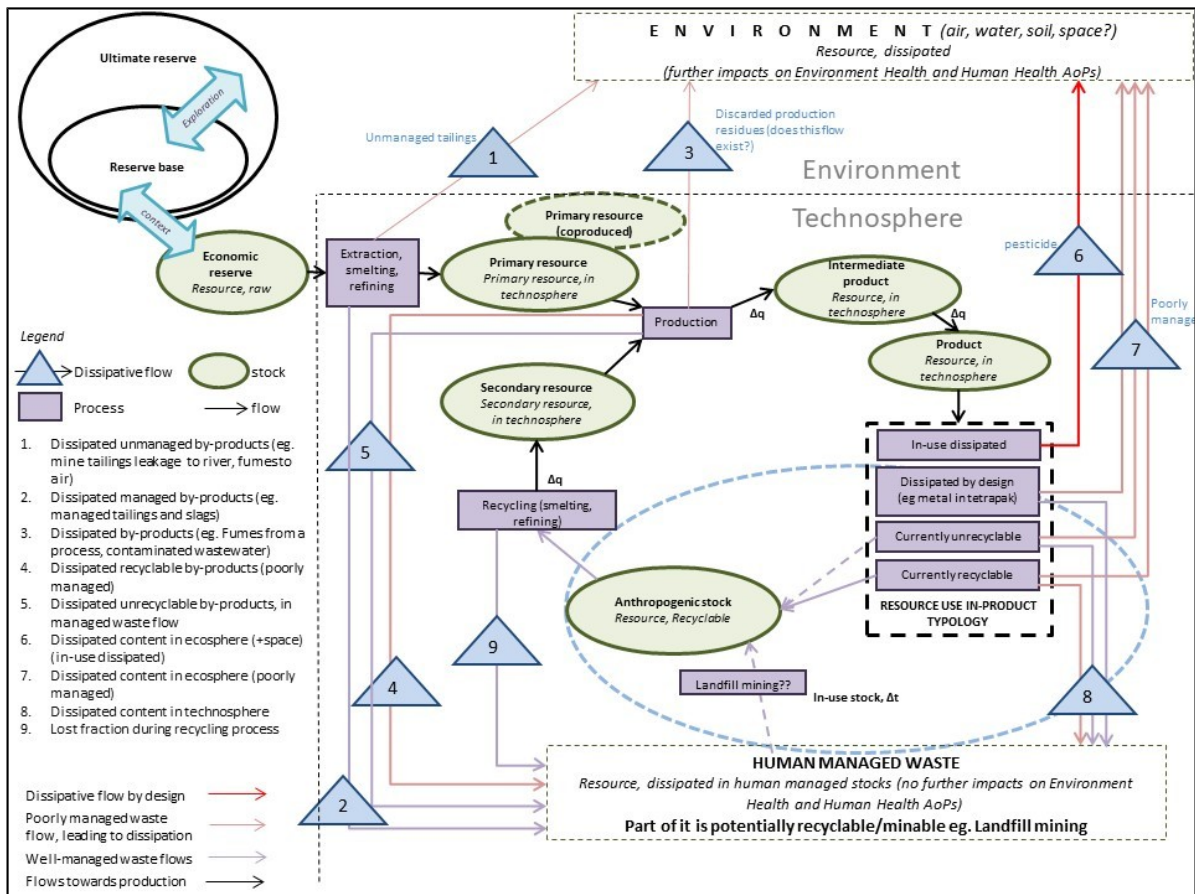 E N V I R O N M E N T (air, water, soil, space?)
Resource, dissipated
(further impacts on Environment Health and Human Health AoPs)
Ultimate reserve
Exploration
Reserve base
context
Economic
reserve
Resource, raw
Unmanaged tailings
1
Discarded production
residues (does this flow
exist?)
3
Environment
Technosphere
Extraction,
smelting,
refining
Primary resource
(coproduced)
Primary resource
Primary resource, in
technosphere
Production
Δq
Intermediate
product
Resource, in
technosphere
Δq
Product
Resource, in
technosphere
pesticide
6
Poorly
manage
7
Secondary resource
Secondary resource,
in technosphere
Δq
Recycling (smelting,
refining)
5
In-use dissipated
Dissipated by design
(eg metal in tetrapak)
Currently unrecyclable
Currently recyclable
RESOURCE USE IN-PRODUCT
TYPOLOGY
Anthropogenic stock
Resource, Recyclable
Landfill mining??
In-use stock, Δt
9
4
8
2
HUMAN MANAGED WASTE
Resource, dissipated in human managed stocks (no further impacts on Environment
Health and Human Health AoPs)
Part of it is potentially recyclable/minable eg. Landfill mining
Legend
Dissipative flow
stock
Process
flow
1. Dissipated unmanaged by-products (eg.
mine tailings leakage to river, fumesto
air)
2. Dissipated managed by-products (eg.
managed tailings and slags)
3. Dissipated by-products (eg. Fumes from a
process, contaminated wastewater)
4. Dissipated recyclable by-products (poorly
managed)
5. Dissipated unrecyclable by-products, in
managed waste flow
6. Dissipated content in ecosphere (+space)
(in-use dissipated)
7. Dissipated content in ecosphere (poorly
managed)
8. Dissipated content in technosphere
9. Lost fraction during recycling process
Dissipative flow by design
Poorly managed waste
flow, leading to dissipation
Well-managed waste flows
Flows towards production